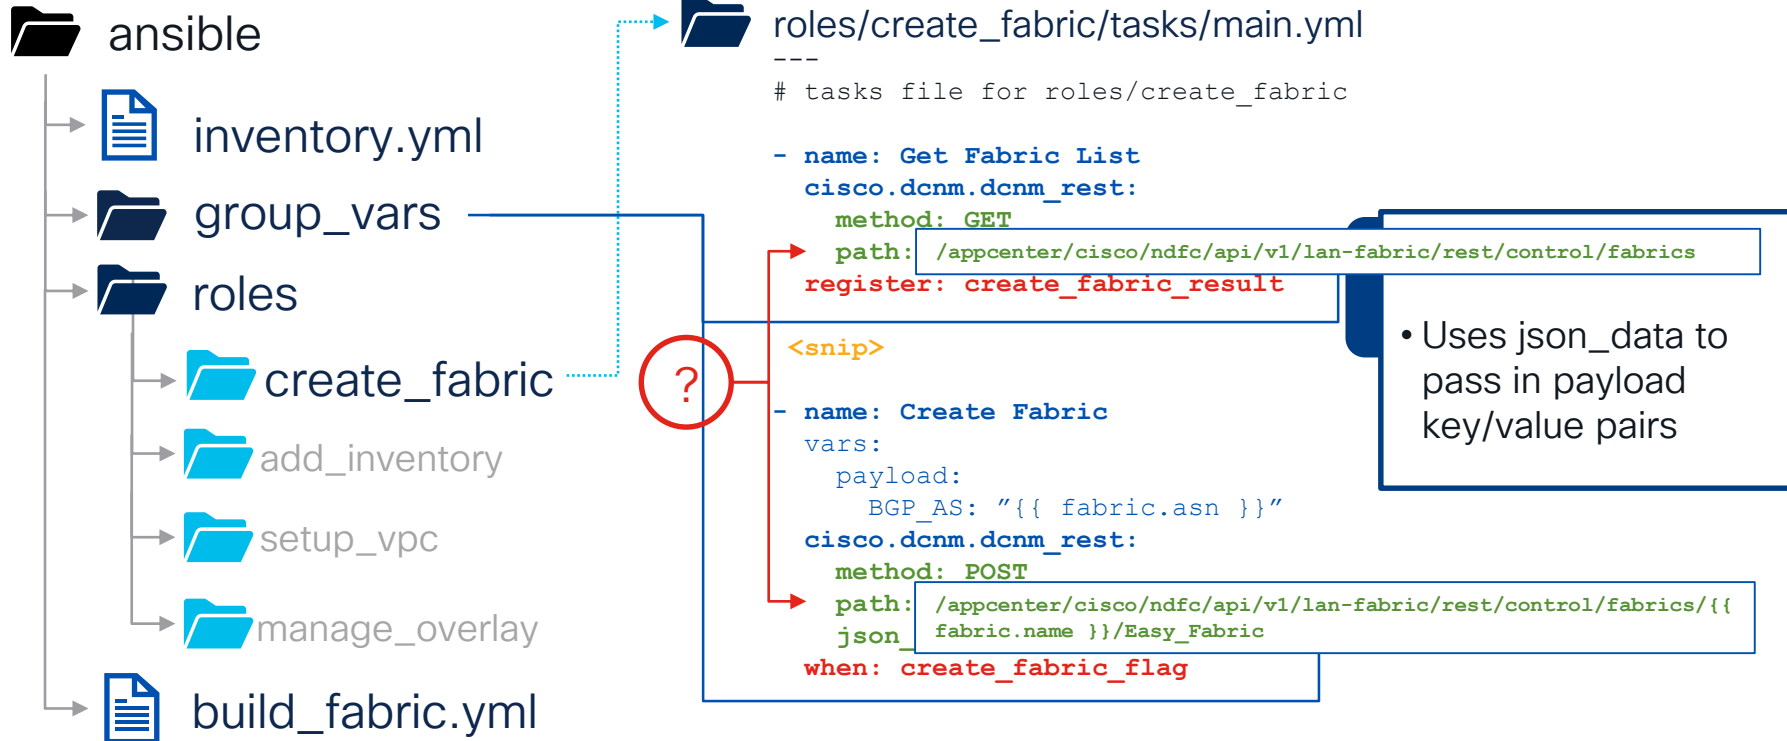 ansible
inventory.yml
group_vars
roles
create_fabric
add_inventory
setup_vpc
manage_overlay
build_fabric.yml
?
roles/create_fabric/tasks/main.yml
---
# tasks file for roles/create_fabric
- name: Get Fabric List
cisco.dcnm.dcnm_rest:
method: GET
path: /appcenter/cisco/ndfc/api/v1/lan-fabric/rest/control/fabrics
register: create_fabric_result
<snip>
- name: Create Fabric
vars:
payload:
BGP_AS: ”{{ fabric.asn }}”
cisco.dcnm.dcnm_rest:
method: POST
path: /appcenter/cisco/ndfc/api/v1/lan-fabric/rest/control/fabrics/{{
fabric.name }}/Easy_Fabric
json_
when: create_fabric_flag
• Uses json_data to
pass in payload
key/value pairs